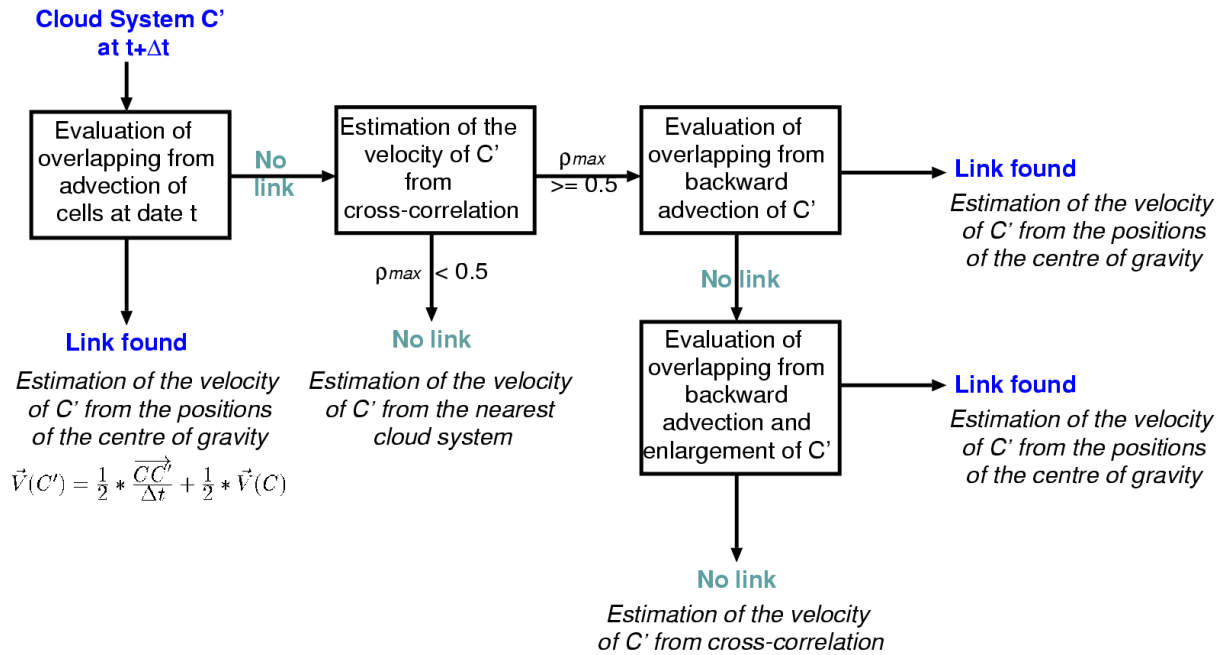 Cloud System C'
at t+Δt
Evaluation of
overlapping from
advection of
cells at date t
No
link
Estimation of the
velocity of C'
from
cross-correlation
ρmax
>= 0.5
Evaluation of
overlapping from
backward
advection of C'
Link found
Estimation of the velocity
of C' from the positions
of the centre of gravity
ρmax < 0.5
No link
Link found
Estimation of the velocity
of C' from the positions
of the centre of gravity
V⃗(C′) = 1/2 * CC″⃗/Δt + 1/2 * V⃗(C)
No link
Estimation of the velocity
of C' from the nearest
cloud system
Evaluation of
overlapping from
backward
advection and
enlargement of C'
Link found
Estimation of the velocity
of C' from the positions
of the centre of gravity
No link
Estimation of the velocity
of C' from cross-correlation